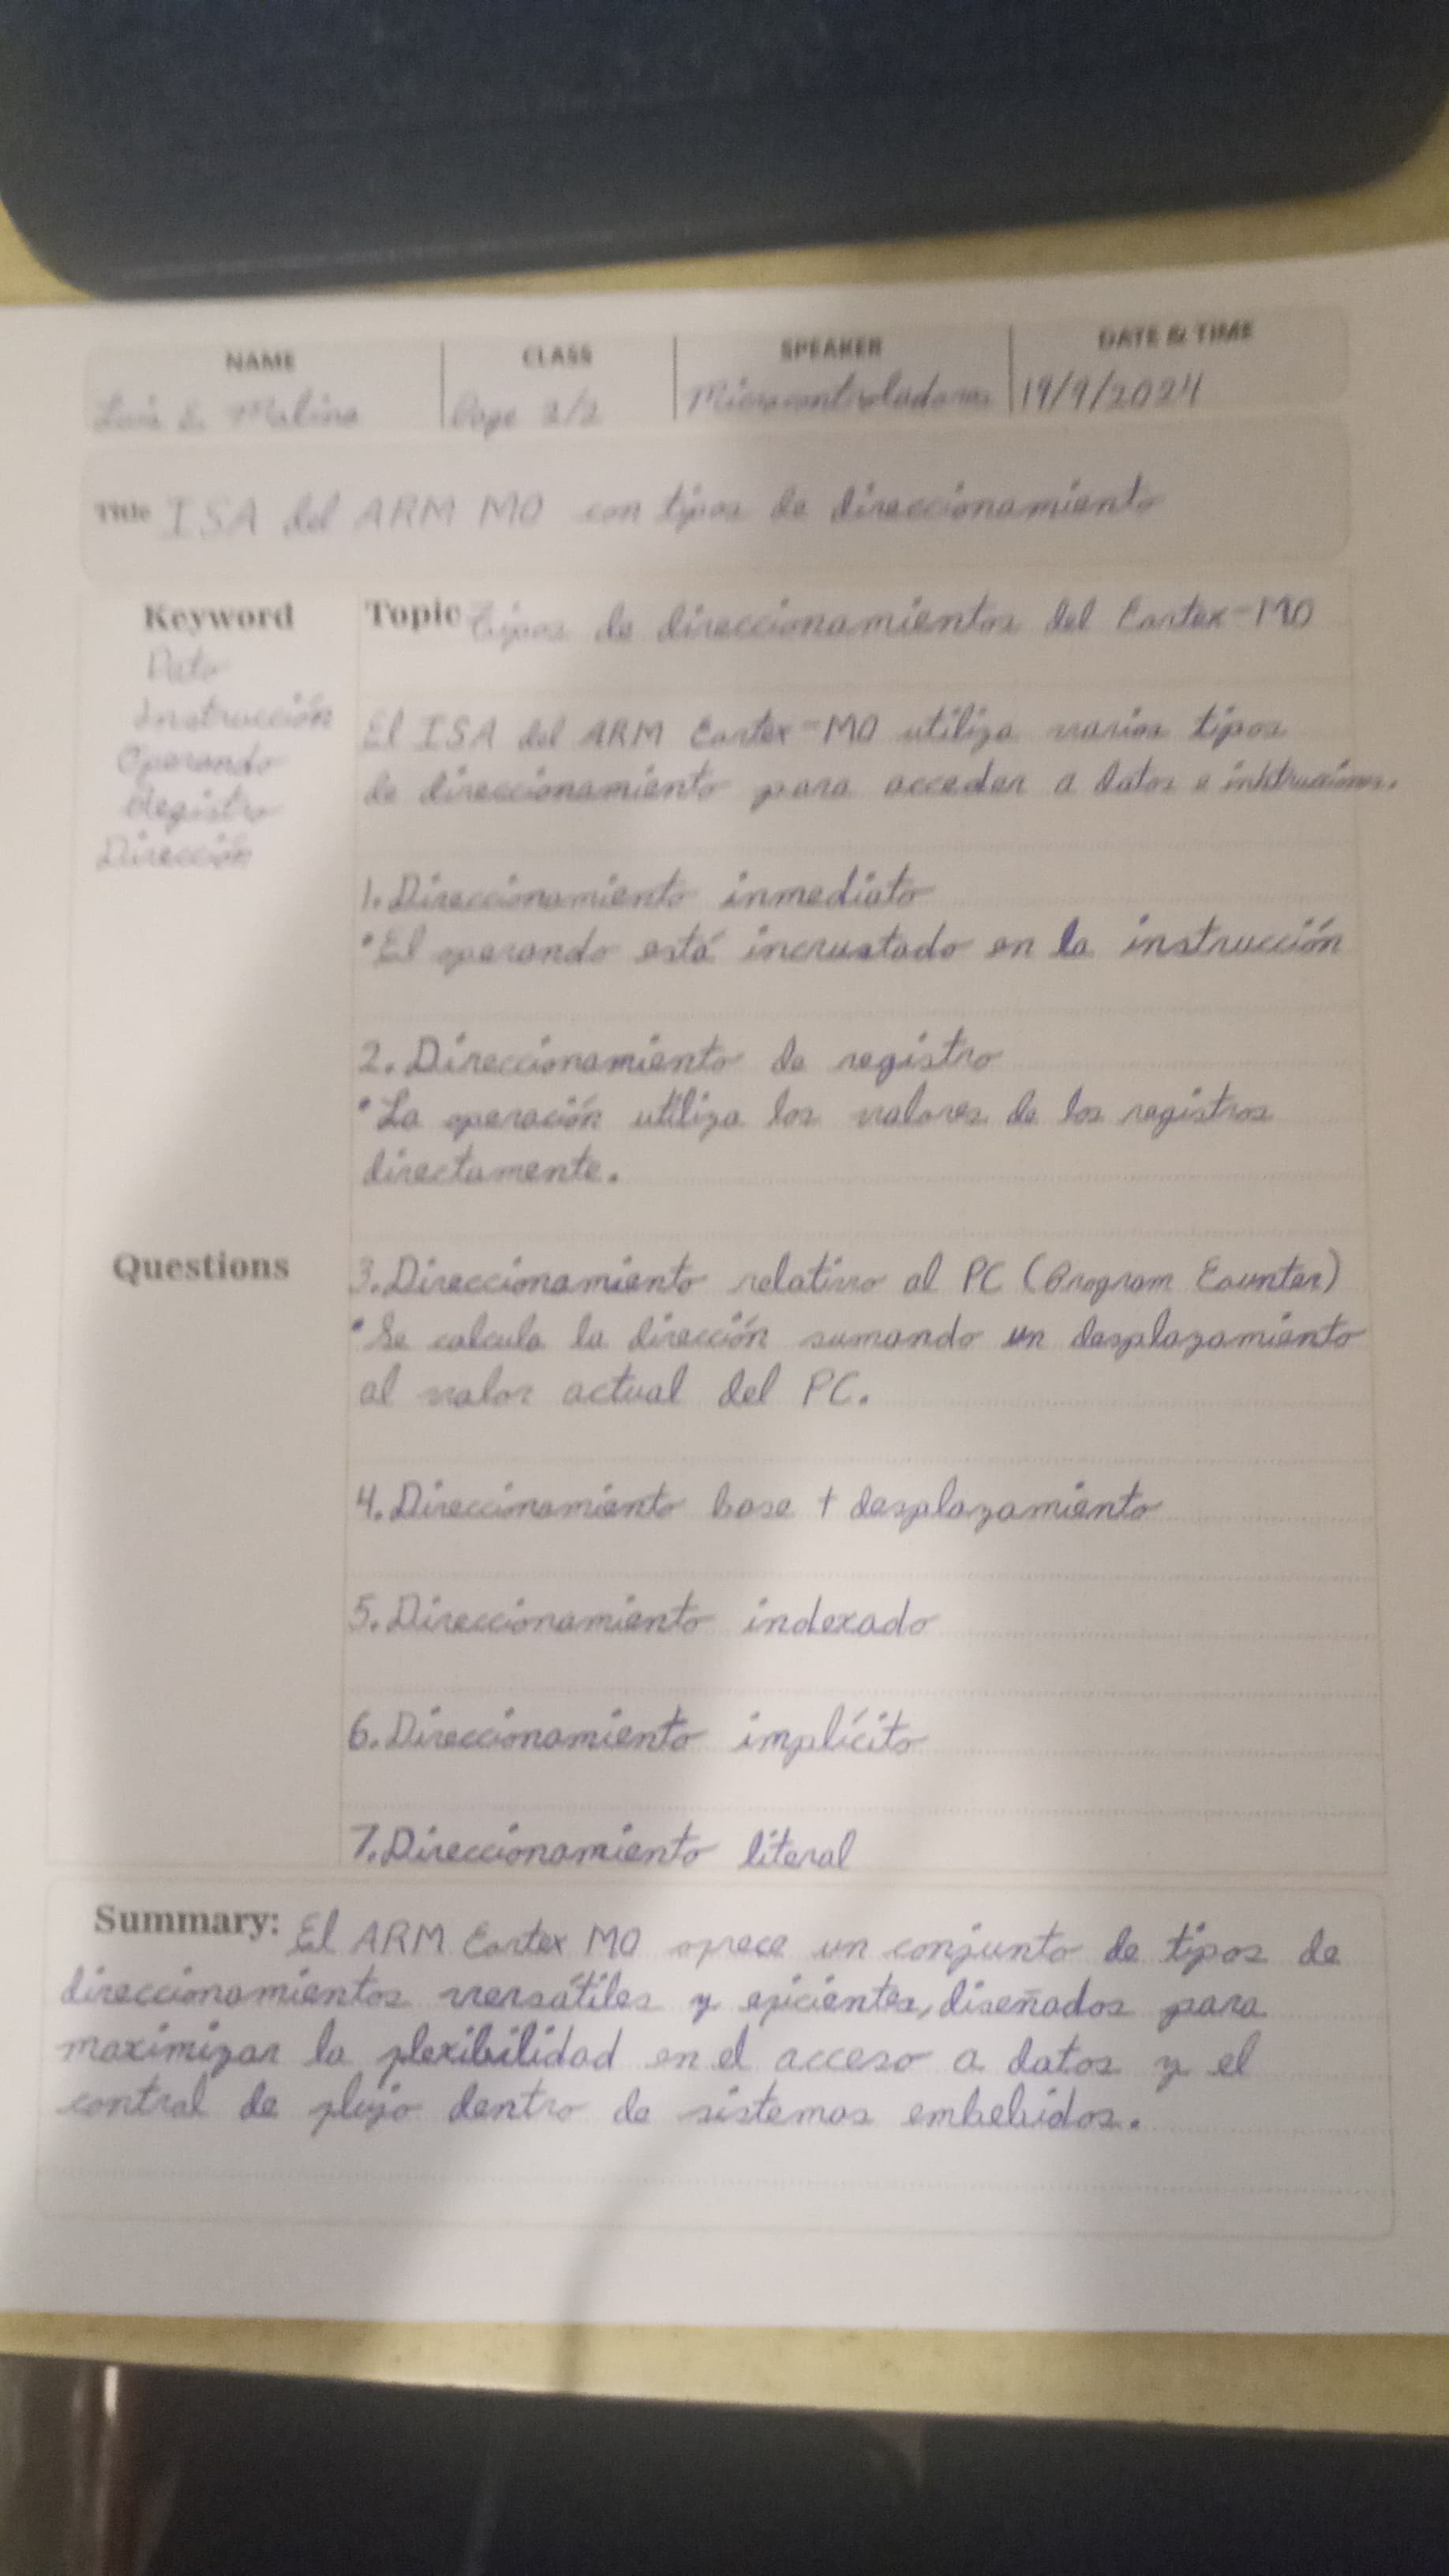 NAME CLASS SPEAKER DATE & TIME
Luis E. Molina Page 2/2 Microcontroladores 19/9/2024
Title ISA del ARM M0 con tipos de direccionamiento
Keyword
Dato
Instrucción
Operando
Registro
Dirección
Questions
Topic Tipos de direccionamientos del Cortex-M0
El ISA del ARM Cortex-M0 utiliza varios tipos
de direccionamiento para acceder a datos e instrucciones.
1. Direccionamiento inmediato
• El operando está incrustado en la instrucción
2. Direccionamiento de registro
• La operación utiliza los valores de los registros
directamente.
3. Direccionamiento relativo al PC (Program Counter)
• Se calcula la dirección sumando un desplazamiento
al valor actual del PC.
4. Direccionamiento base + desplazamiento
5. Direccionamiento indexado
6. Direccionamiento implícito
7. Direccionamiento literal
Summary: El ARM Cortex M0 ofrece un conjunto de tipos de
direccionamientos versátiles y eficientes, diseñados para
maximizar la flexibilidad en el acceso a datos y el
control de flujo dentro de sistemas embebidos.